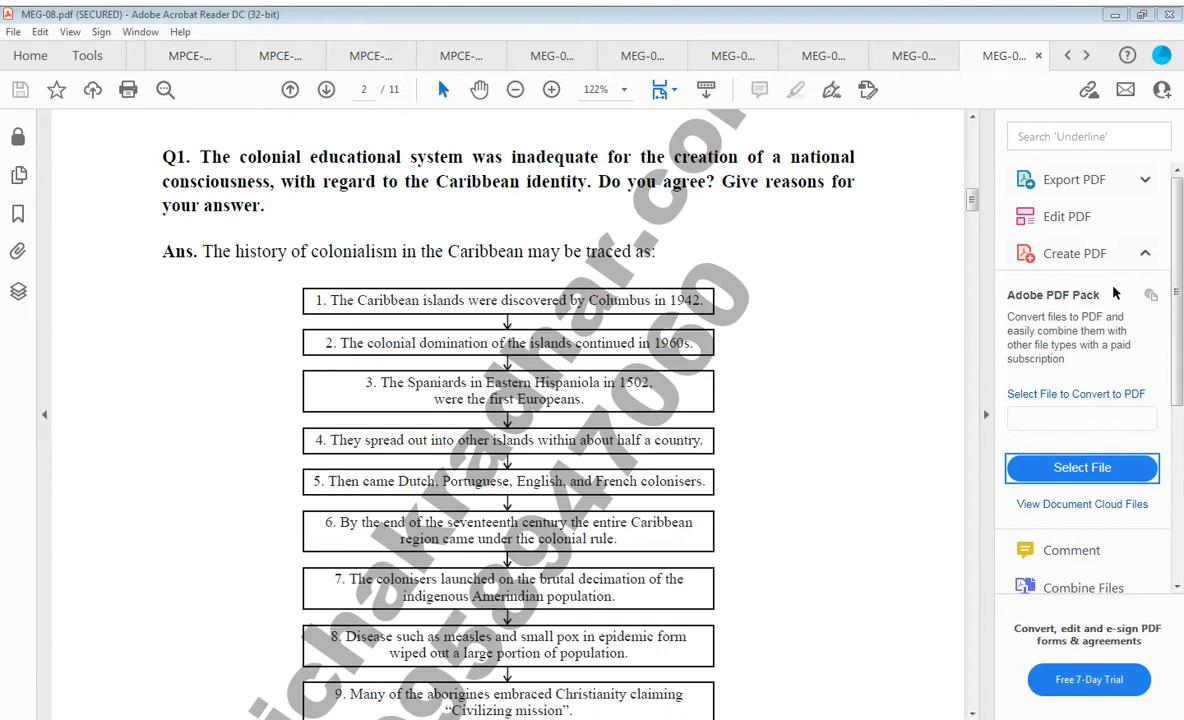 MEG-08.pdf (SECURED) - Adobe Acrobat Reader DC (32-bit)
File Edit View Sign Window Help
Home Tools MPCE-... MPCE-... MPCE-... MPCE-... MEG-0... MEG-0... MEG-0... MEG-0... MEG-0... MEG-0...
2 / 11 122%
Q1. The colonial educational system was inadequate for the creation of a national
consciousness, with regard to the Caribbean identity. Do you agree? Give reasons for
your answer.
Ans. The history of colonialism in the Caribbean may be traced as:
1. The Caribbean islands were discovered by Columbus in 1942.
2. The colonial domination of the islands continued in 1960s.
3. The Spaniards in Eastern Hispaniola in 1502,
were the first Europeans.
4. They spread out into other islands within about half a country.
5. Then came Dutch, Portuguese, English, and French colonisers.
6. By the end of the seventeenth century the entire Caribbean
region came under the colonial rule.
7. The colonisers launched on the brutal decimation of the
indigenous Amerindian population.
8. Disease such as measles and small pox in epidemic form
wiped out a large portion of population.
9. Many of the aborigines embraced Christianity claiming
“Civilizing mission”.
Search 'Underline'
Export PDF
Edit PDF
Create PDF
Adobe PDF Pack
Convert files to PDF and
easily combine them with
other file types with a paid
subscription
Select File to Convert to PDF
Select File
View Document Cloud Files
Comment
Combine Files
Convert, edit and e-sign PDF
forms & agreements
Free 7-Day Trial